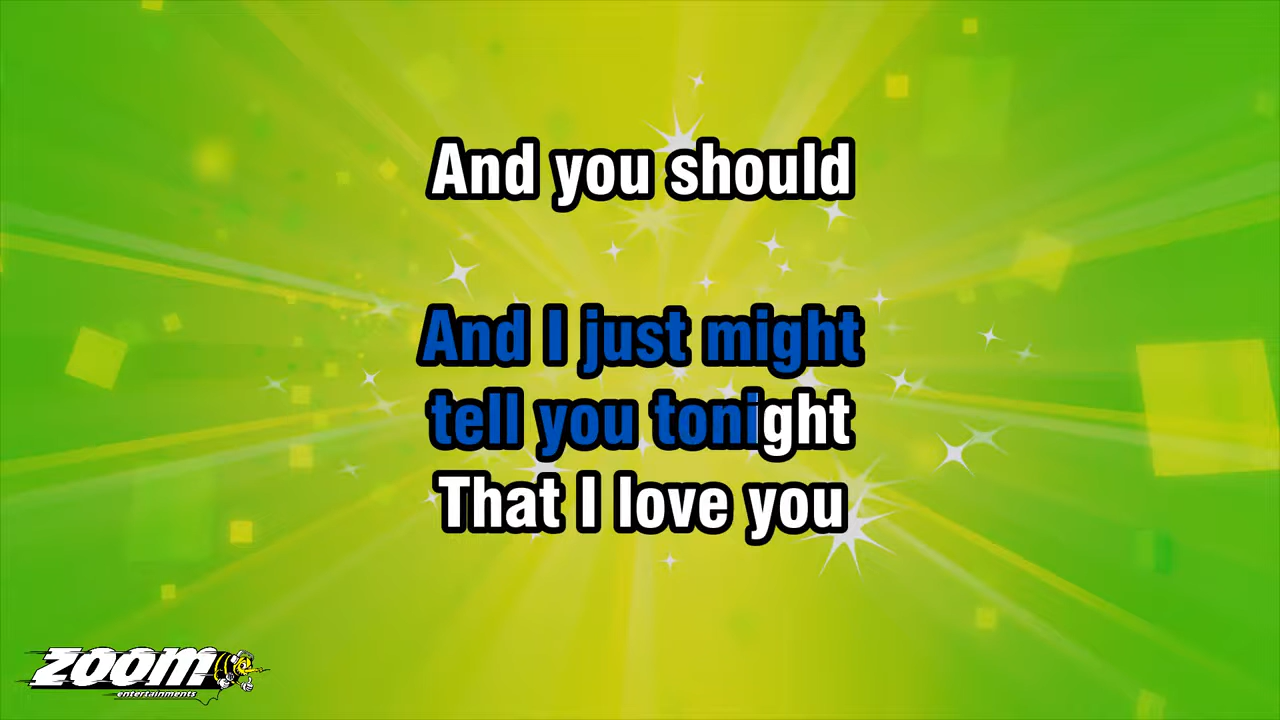 And you should
And I just might
tell you tonight
That I love you
ZOOM
entertainments